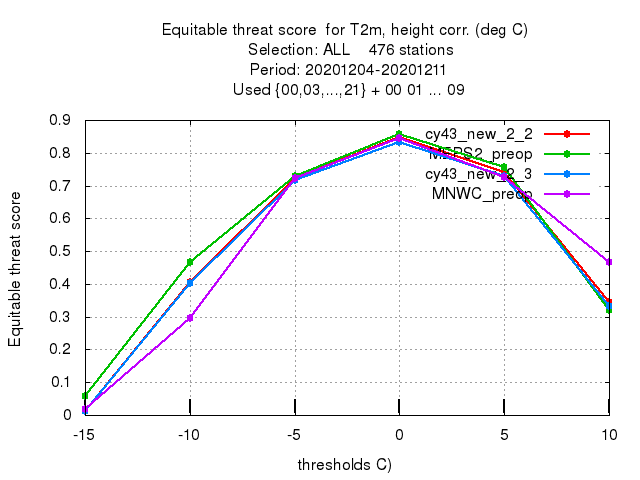 Equitable threat score for T2m, height corr. (deg C)
Selection: ALL 476 stations
Period: 20201204-20201211
Used {00,03,...,21} + 00 01 ... 09
Equitable threat score
0.9
0.8
0.7
0.6
0.5
0.4
0.3
0.2
0.1
0
cy43_new_2_2
MEPS2_preop
cy43_new_2_3
MNWC_preop
-15 -10 -5 0 5 10
thresholds C)